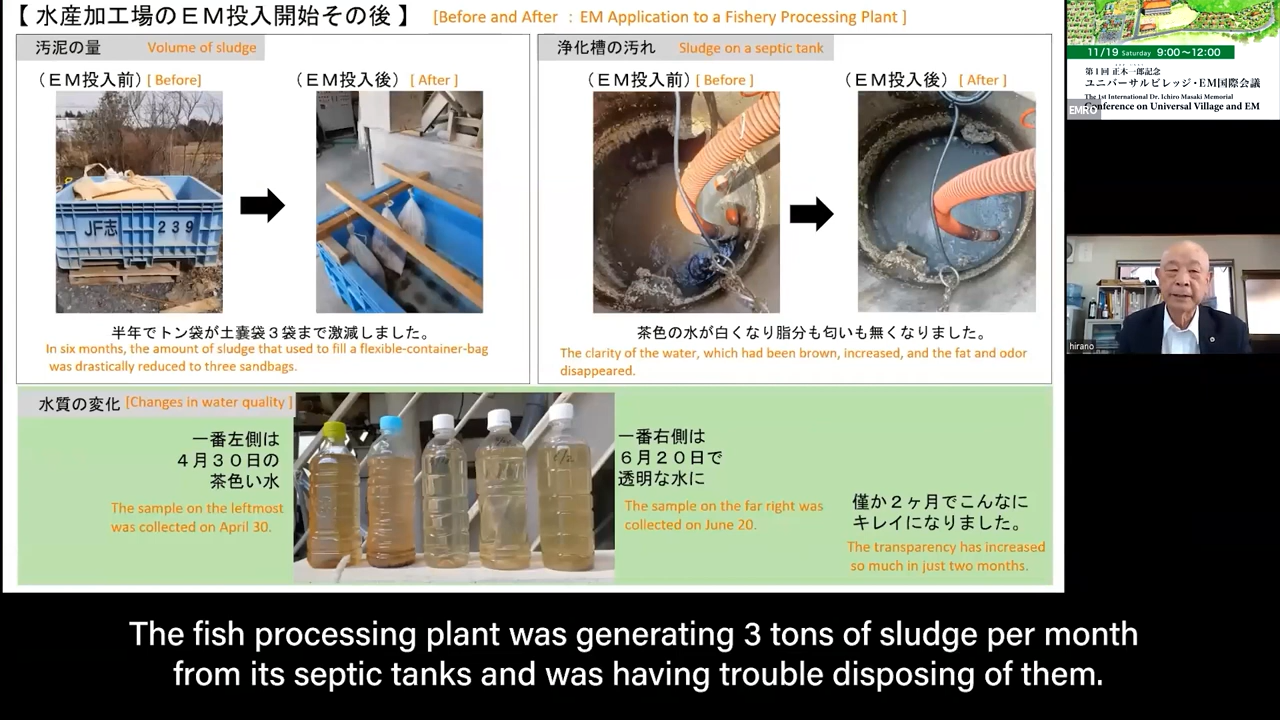 【 水産加工場のＥＭ投入開始その後 】 [Before and After ：EM Application to a Fishery Processing Plant ]
汚泥の量 Volume of sludge
（ＥＭ投入前）[ Before]
（ＥＭ投入後）[ After ]
JF志 239
半年でトン袋が土嚢袋３袋まで激減しました。
In six months, the amount of sludge that used to fill a flexible-container-bag
was drastically reduced to three sandbags.
浄化槽の汚れ Sludge on a septic tank
（ＥＭ投入前）[ Before ]
（ＥＭ投入後）[ After ]
茶色の水が白くなり脂分も匂いも無くなりました。
The clarity of the water, which had been brown, increased, and the fat and odor
disappeared.
水質の変化 [Changes in water quality ]
一番左側は
４月３０日の
茶色い水
The sample on the leftmost
was collected on April 30.
一番右側は
６月２０日で
透明な水に
The sample on the far right was
collected on June 20.
僅か２ヶ月でこんなに
キレイになりました。
The transparency has increased
so much in just two months.
11/19 Saturday 9:00～12:00
第１回 正木一郎記念
ユニバーサルビレッジ・EM国際会議
The 1st International Dr. Ichiro Masaki Memorial
Conference on Universal Village and EM
EMRO
hirano
The fish processing plant was generating 3 tons of sludge per month
from its septic tanks and was having trouble disposing of them.